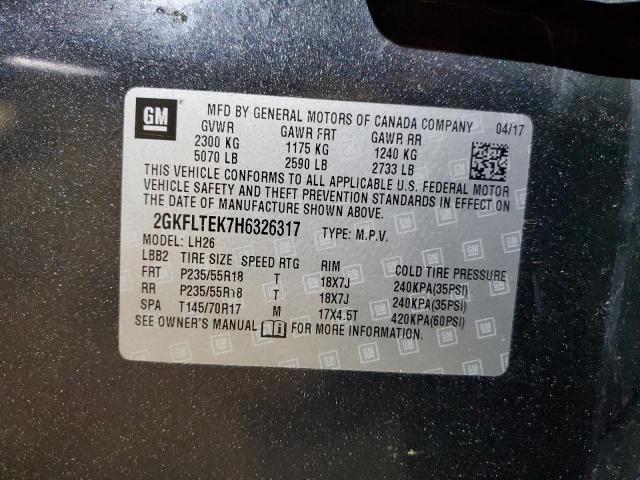 GM MFD BY GENERAL MOTORS OF CANADA COMPANY 04/17
GVWR GAWR FRT GAWR RR
2300 KG 1175 KG 1240 KG
5070 LB 2590 LB 2733 LB
THIS VEHICLE CONFORMS TO ALL APPLICABLE U.S. FEDERAL MOTOR
VEHICLE SAFETY AND THEFT PREVENTION STANDARDS IN EFFECT ON
THE DATE OF MANUFACTURE SHOWN ABOVE.
2GKFLTEK7H6326317 TYPE: M.P.V.
MODEL: LH26
LBB2 TIRE SIZE SPEED RTG RIM COLD TIRE PRESSURE
FRT P235/55R18 T 18X7J 240KPA(35PSI)
RR P235/55R18 T 18X7J 240KPA(35PSI)
SPA T145/70R17 M 17X4.5T 420KPA(60PSI)
SEE OWNER'S MANUAL FOR MORE INFORMATION.